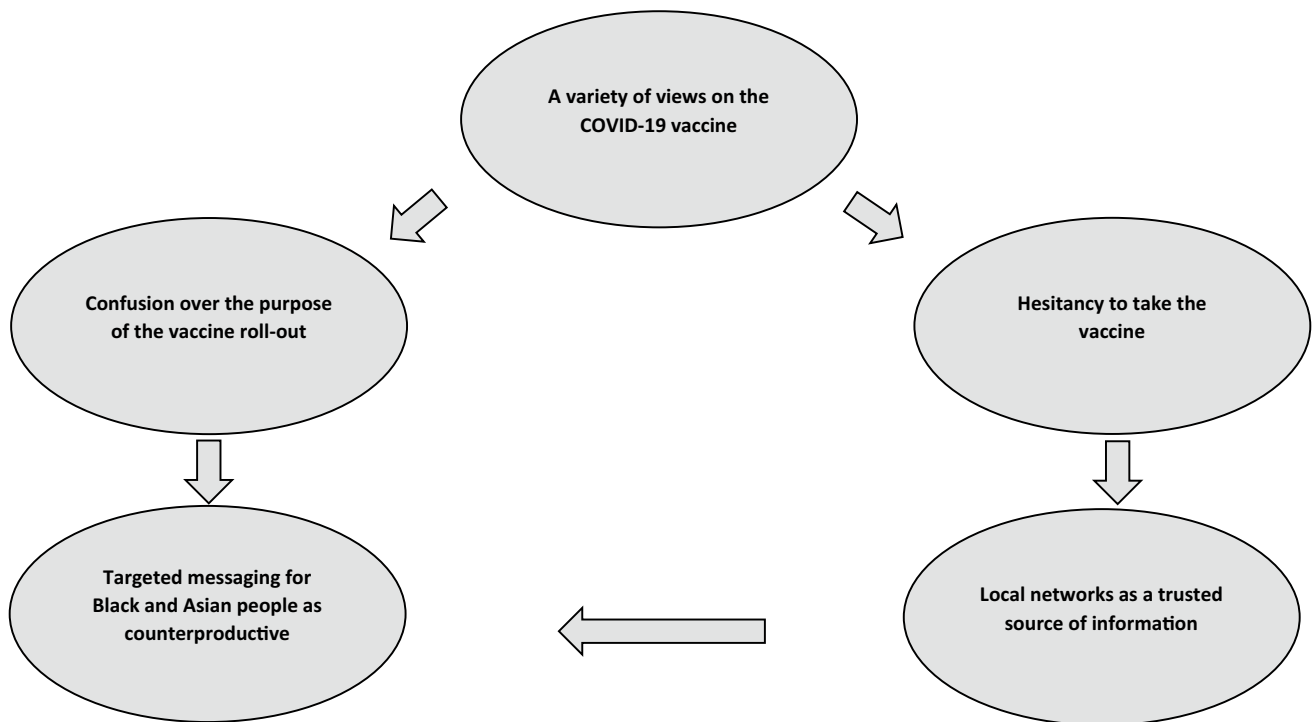 A variety of views on the
COVID-19 vaccine
Confusion over the purpose
of the vaccine roll-out
Hesitancy to take the
vaccine
Targeted messaging for
Black and Asian people as
counterproductive
Local networks as a trusted
source of information